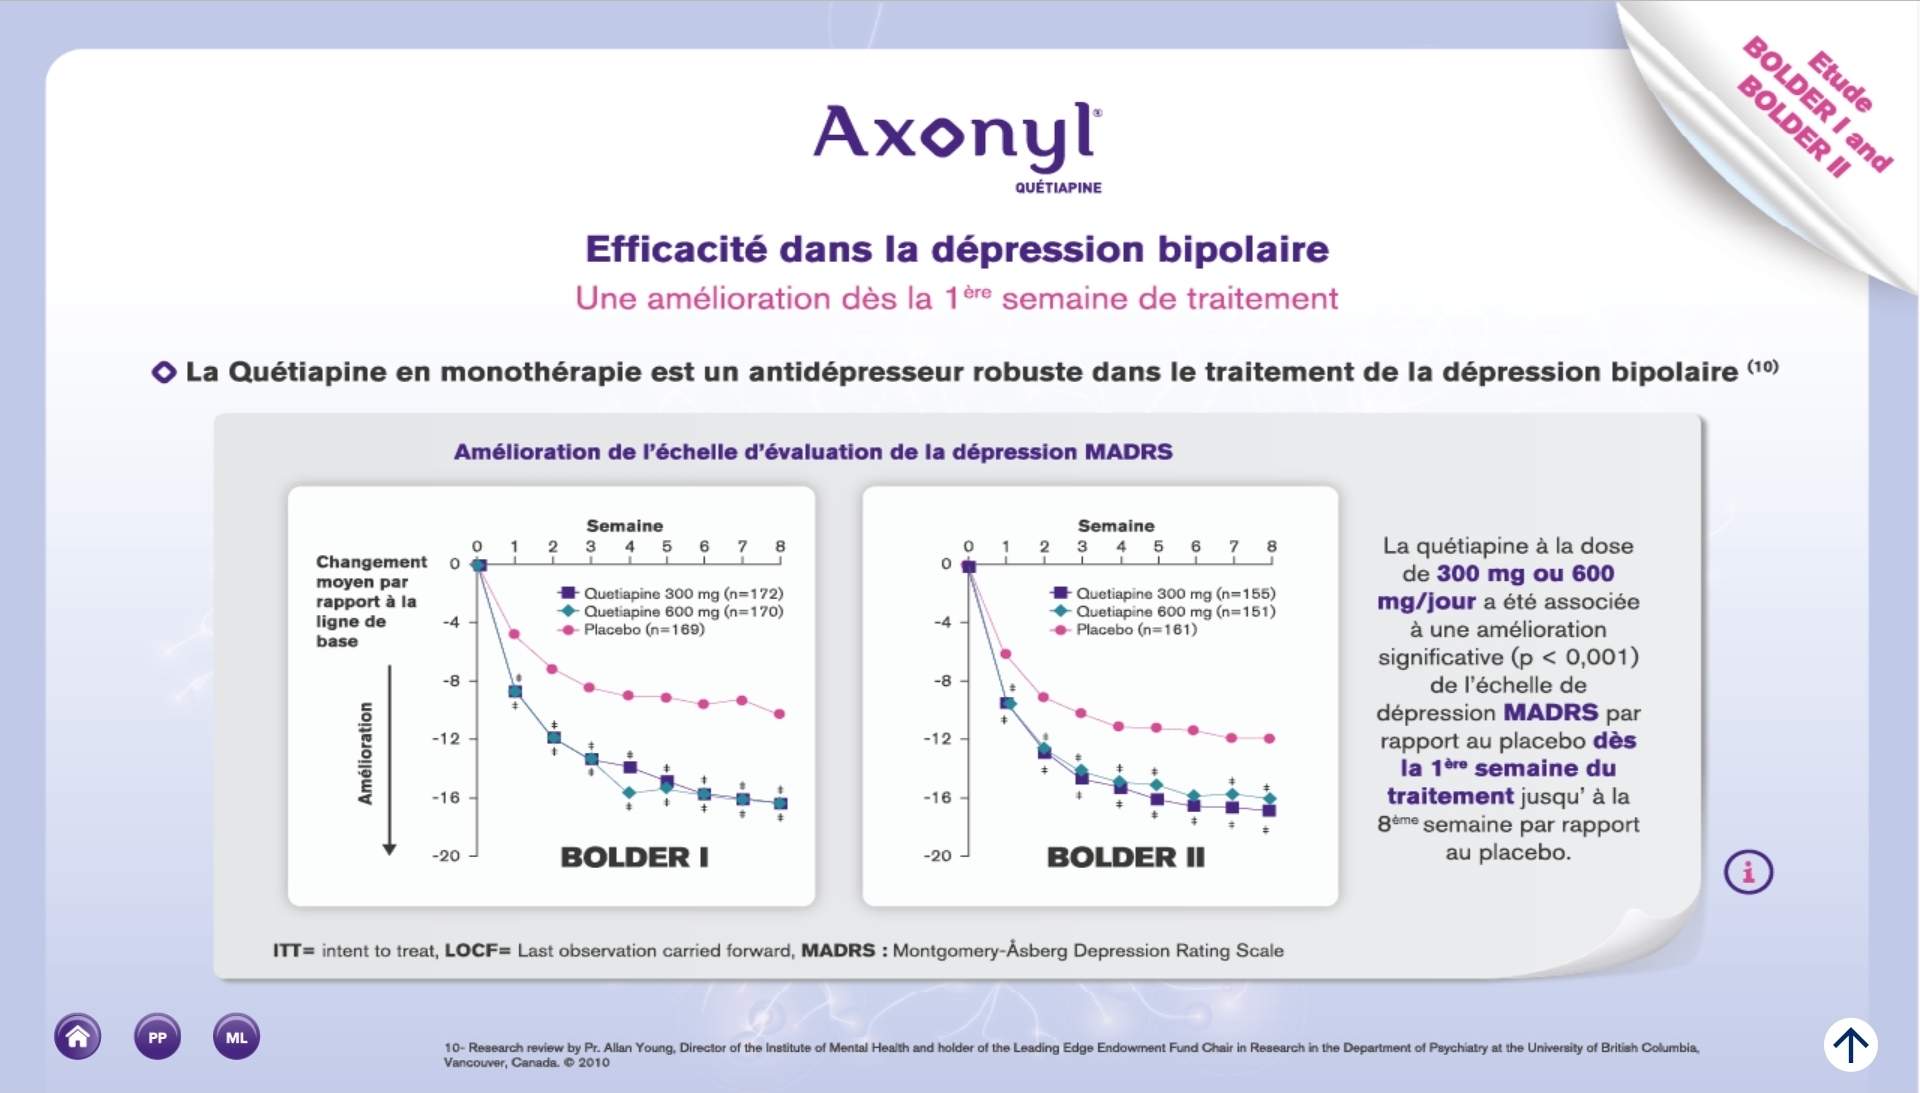 Etude
BOLDER I and
BOLDER II
Axonyl®
QUÉTIAPINE
Efficacité dans la dépression bipolaire
Une amélioration dès la 1ère semaine de traitement
La Quétiapine en monothérapie est un antidépresseur robuste dans le traitement de la dépression bipolaire (10)
Amélioration de l'échelle d'évaluation de la dépression MADRS
Semaine
0 1 2 3 4 5 6 7 8
Changement
moyen par
rapport à la
ligne de
base
Amélioration
0
-4
-8
-12
-16
-20
Quetiapine 300 mg (n=172)
Quetiapine 600 mg (n=170)
Placebo (n=169)
‡ ‡ ‡ ‡ ‡ ‡ ‡ ‡
‡ ‡ ‡ ‡ ‡ ‡ ‡ ‡
BOLDER I
Semaine
0 1 2 3 4 5 6 7 8
0
-4
-8
-12
-16
-20
Quetiapine 300 mg (n=155)
Quetiapine 600 mg (n=151)
Placebo (n=161)
‡ ‡ ‡ ‡ ‡ ‡ ‡
‡ ‡ ‡ ‡ ‡ ‡ ‡ ‡
BOLDER II
La quétiapine à la dose
de 300 mg ou 600
mg/jour a été associée
à une amélioration
significative (p < 0,001)
de l'échelle de
dépression MADRS par
rapport au placebo dès
la 1ère semaine du
traitement jusqu' à la
8ème semaine par rapport
au placebo.
i
ITT= intent to treat, LOCF= Last observation carried forward, MADRS : Montgomery-Åsberg Depression Rating Scale
PP
ML
10- Research review by Pr. Allan Young, Director of the Institute of Mental Health and holder of the Leading Edge Endowment Fund Chair in Research in the Department of Psychiatry at the University of British Columbia,
Vancouver, Canada. © 2010